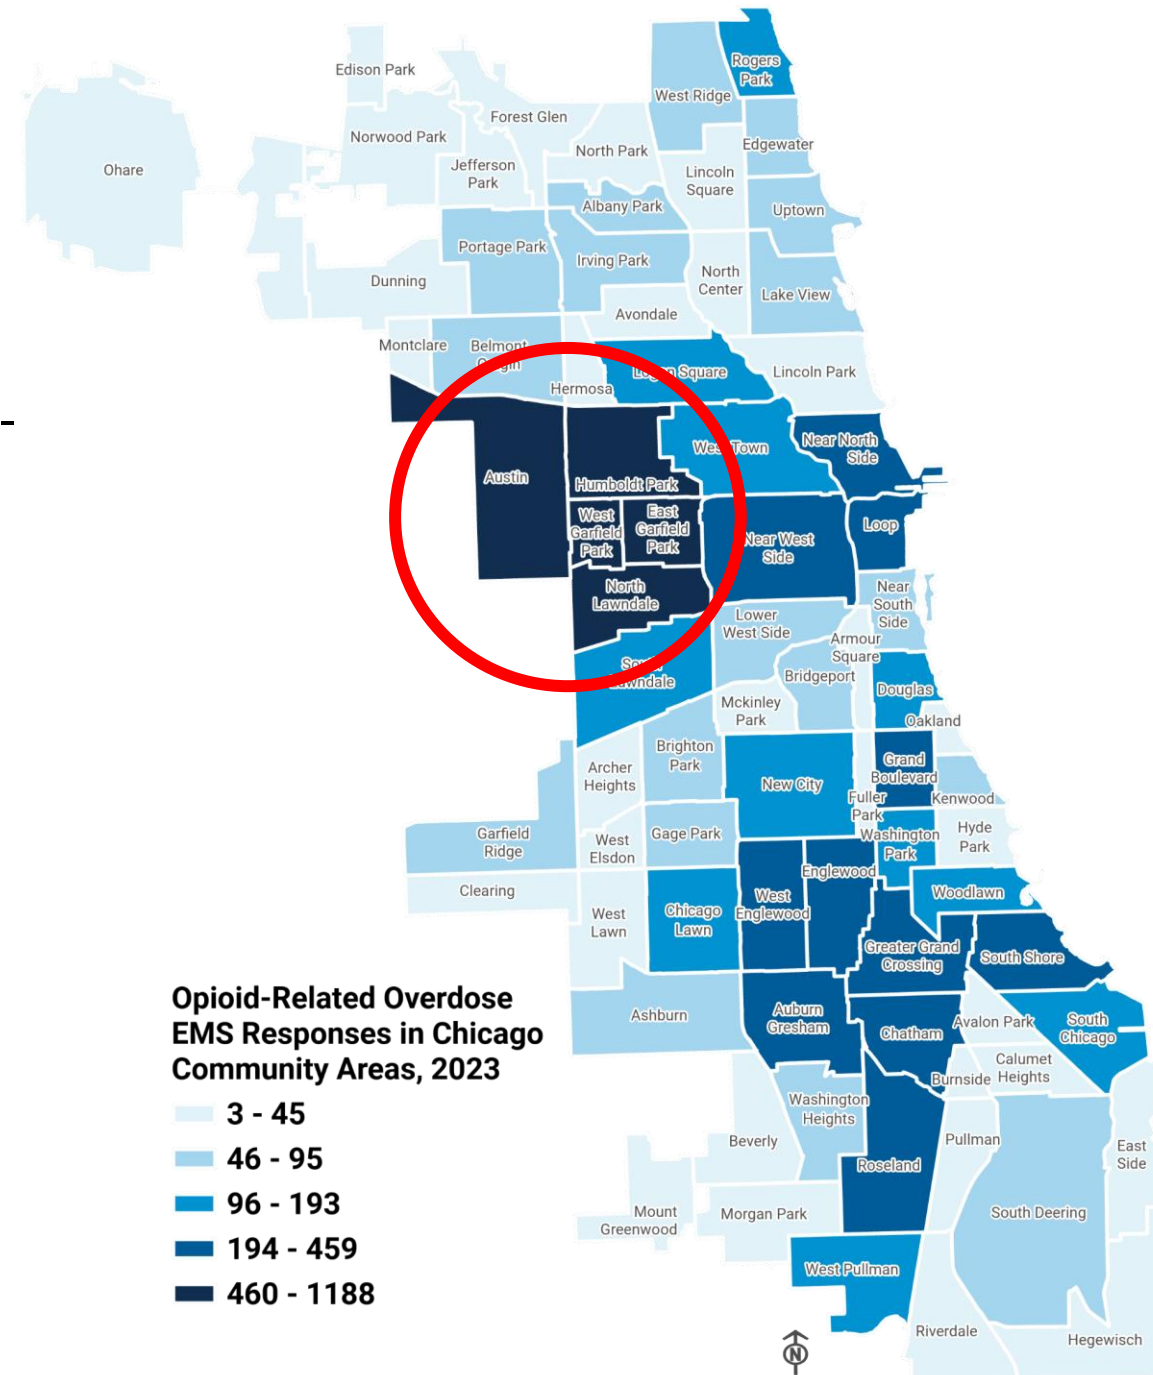 Edison Park
Rogers
Park
West Ridge
Forest Glen
Norwood Park
Edgewater
North Park
Jefferson
Park
Ohare
Lincoln
Square
Albany Park
Uptown
Portage Park
Irving Park
North
Center
Dunning
Lake View
Avondale
Montclare
Belmont
Logan Square
Lincoln Park
Hermosa
West Town
Near North
Side
Austin
Humboldt Park
West
Garfield
Park
East
Garfield
Park
Loop
Near West
Side
North
Lawndale
Near
South
Side
Lower
West Side
Armour
Square
South
Lawndale
Bridgeport
Douglas
Mckinley
Park
Oakland
Brighton
Park
Archer
Heights
Grand
Boulevard
New City
Fuller
Park
Kenwood
Garfield
Ridge
West
Elsdon
Gage Park
Washington
Park
Hyde
Park
Englewood
Clearing
West
Englewood
Woodlawn
West
Lawn
Chicago
Lawn
Greater Grand
Crossing
South Shore
Ashburn
Auburn
Gresham
Chatham
Avalon Park
South
Chicago
Burnside
Calumet
Heights
Washington
Heights
Beverly
Pullman
East
Side
Roseland
Mount
Greenwood
Morgan Park
South Deering
West Pullman
Riverdale
Hegewisch
Opioid-Related Overdose
EMS Responses in Chicago
Community Areas, 2023
3 - 45
46 - 95
96 - 193
194 - 459
460 - 1188
N